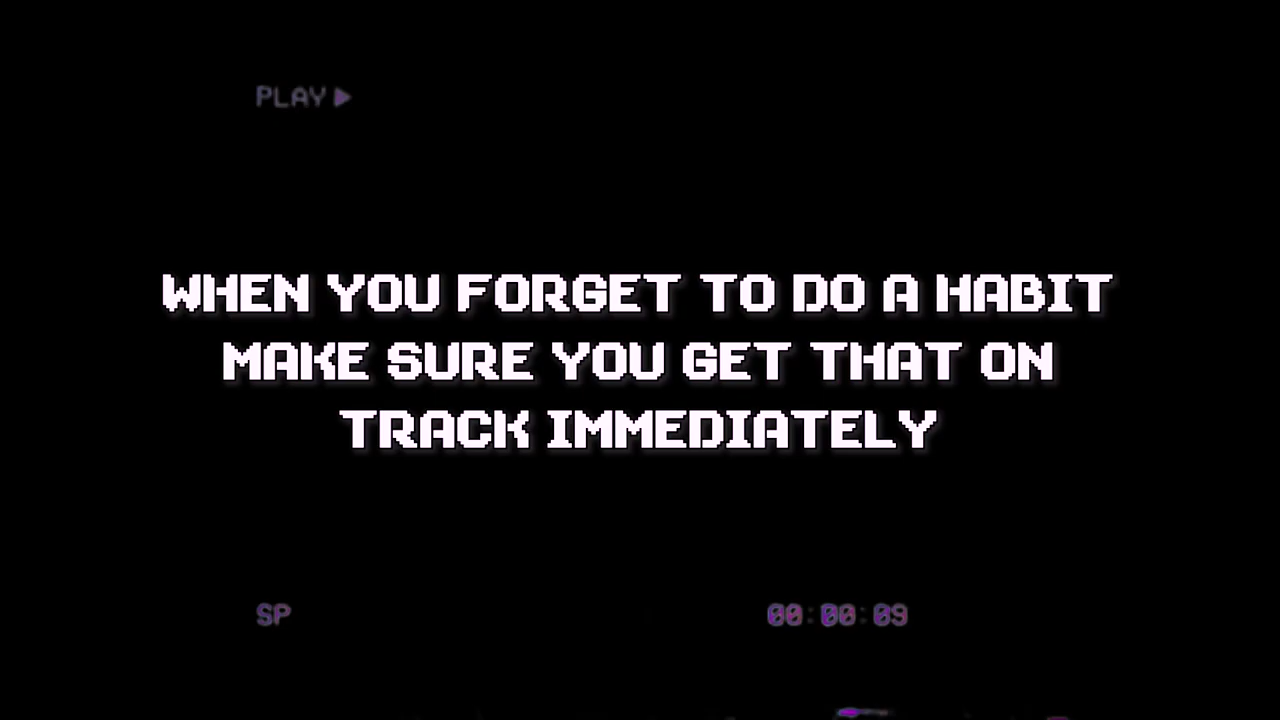 PLAY
WHEN YOU FORGET TO DO A HABIT
MAKE SURE YOU GET THAT ON
TRACK IMMEDIATELY
SP
00:00:09